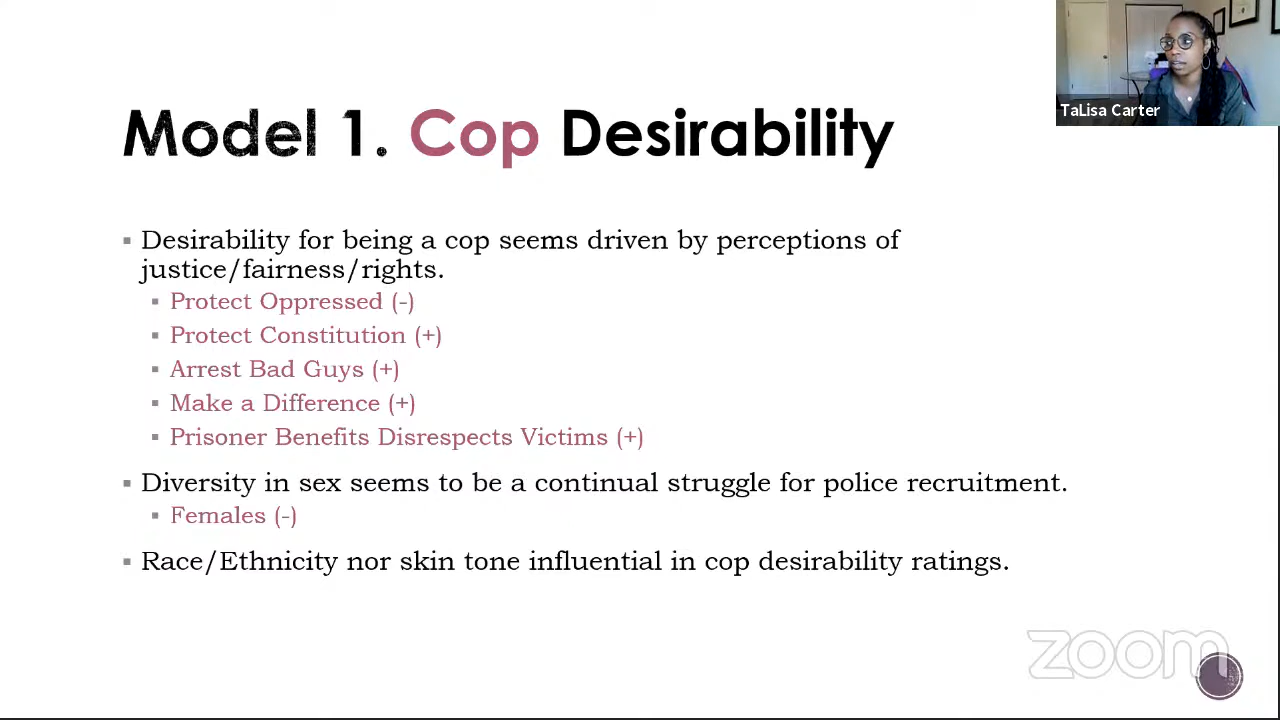 TaLisa Carter
Model 1. Cop Desirability
Desirability for being a cop seems driven by perceptions of
justice/fairness/rights.
Protect Oppressed (-)
Protect Constitution (+)
Arrest Bad Guys (+)
Make a Difference (+)
Prisoner Benefits Disrespects Victims (+)
Diversity in sex seems to be a continual struggle for police recruitment.
Females (-)
Race/Ethnicity nor skin tone influential in cop desirability ratings.
zoom